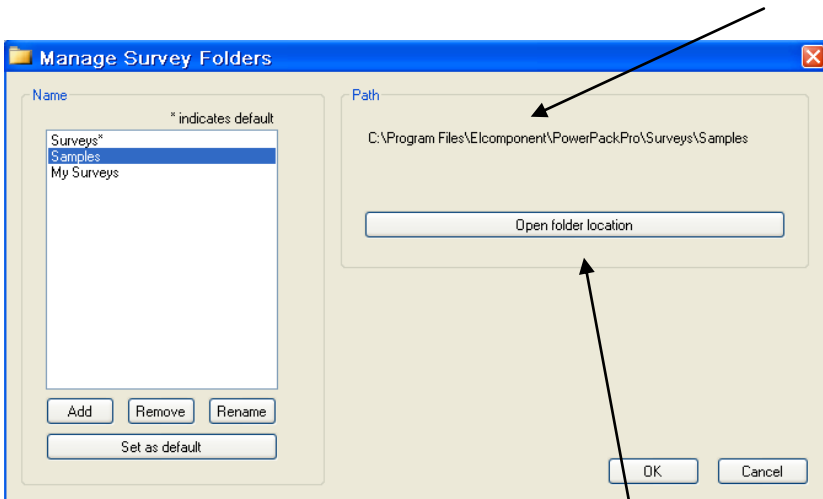 Manage Survey Folders
Name
* indicates default
Surveys*
Samples
My Surveys
Add Remove Rename
Set as default
Path
C:\Program Files\Elcomponent\PowerPackPro\Surveys\Samples
Open folder location
OK Cancel